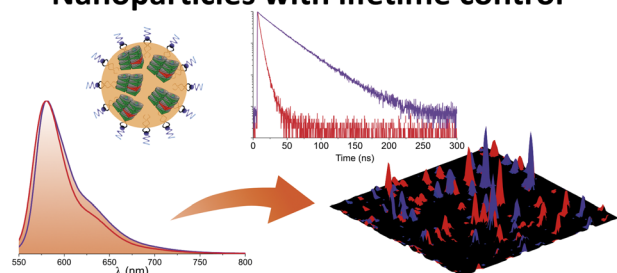 Nanoparticles with lifetime control
0 50 100 150 200 250 300
Time (ns)
550 600 650 700 750 800
λ (nm)